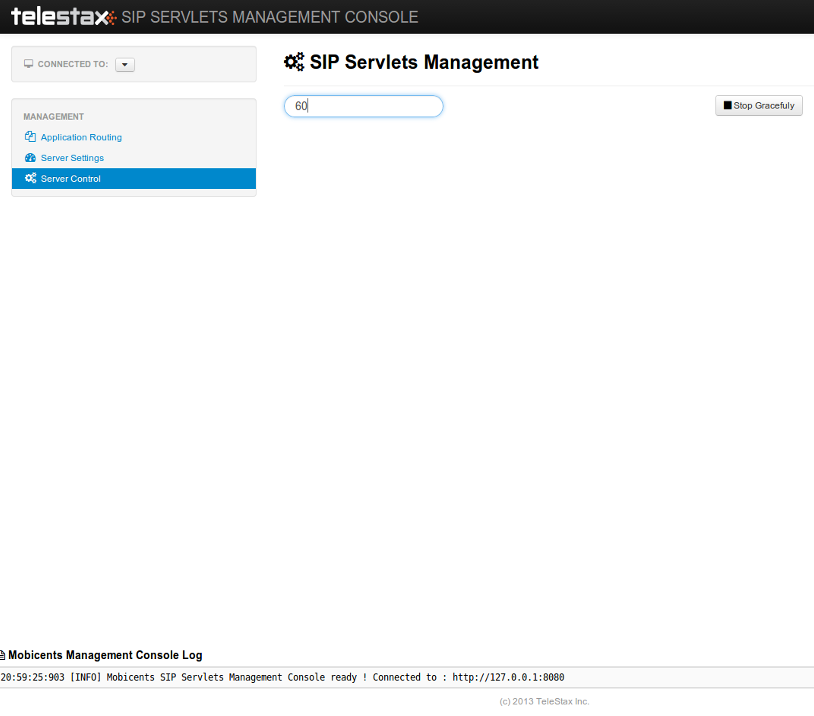 telestax SIP SERVLETS MANAGEMENT CONSOLE
CONNECTED TO:
MANAGEMENT
Application Routing
Server Settings
Server Control
SIP Servlets Management
60
Stop Gracefuly
Mobicents Management Console Log
20:59:25:903 [INFO] Mobicents SIP Servlets Management Console ready ! Connected to : http://127.0.0.1:8080
(c) 2013 TeleStax Inc.